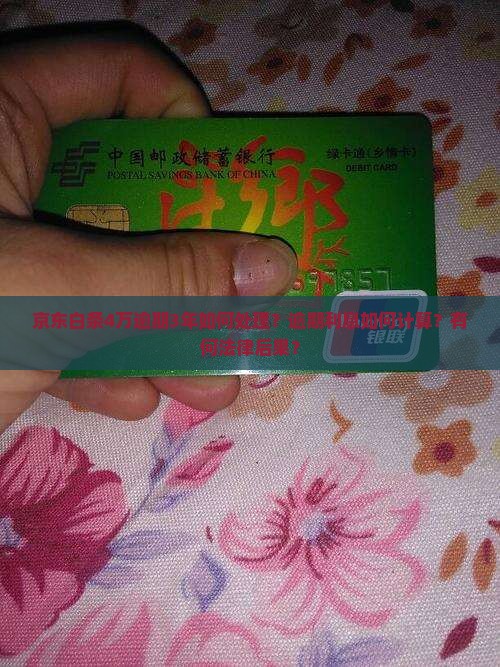 中国邮政储蓄银行
POSTAL SAVINGS BANK OF CHINA
绿卡通(乡情卡)
DEBIT CARD
乡
7857
京东白条4万逾期3年如何处理?逾期利息如何计算?有
何法律后果?
银联